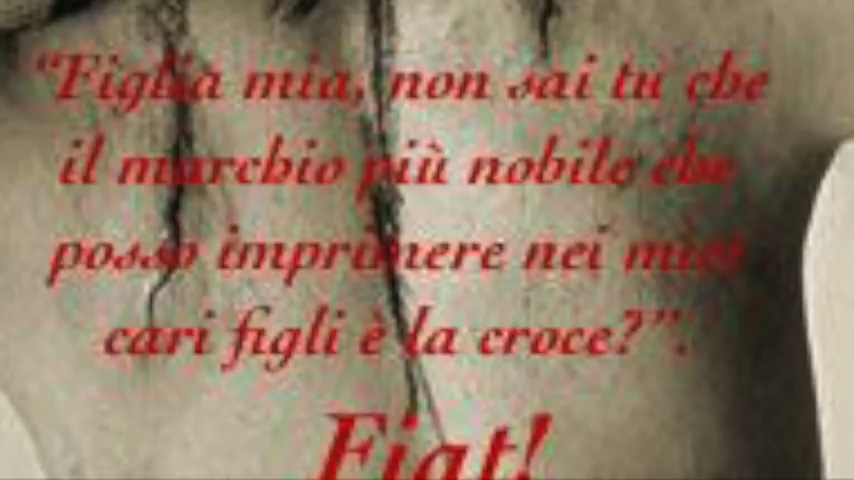 “Figlia mia, non sai tu che
il marchio più nobile che
posso imprimere nei miei
cari figli è la croce?”.
Fiat!